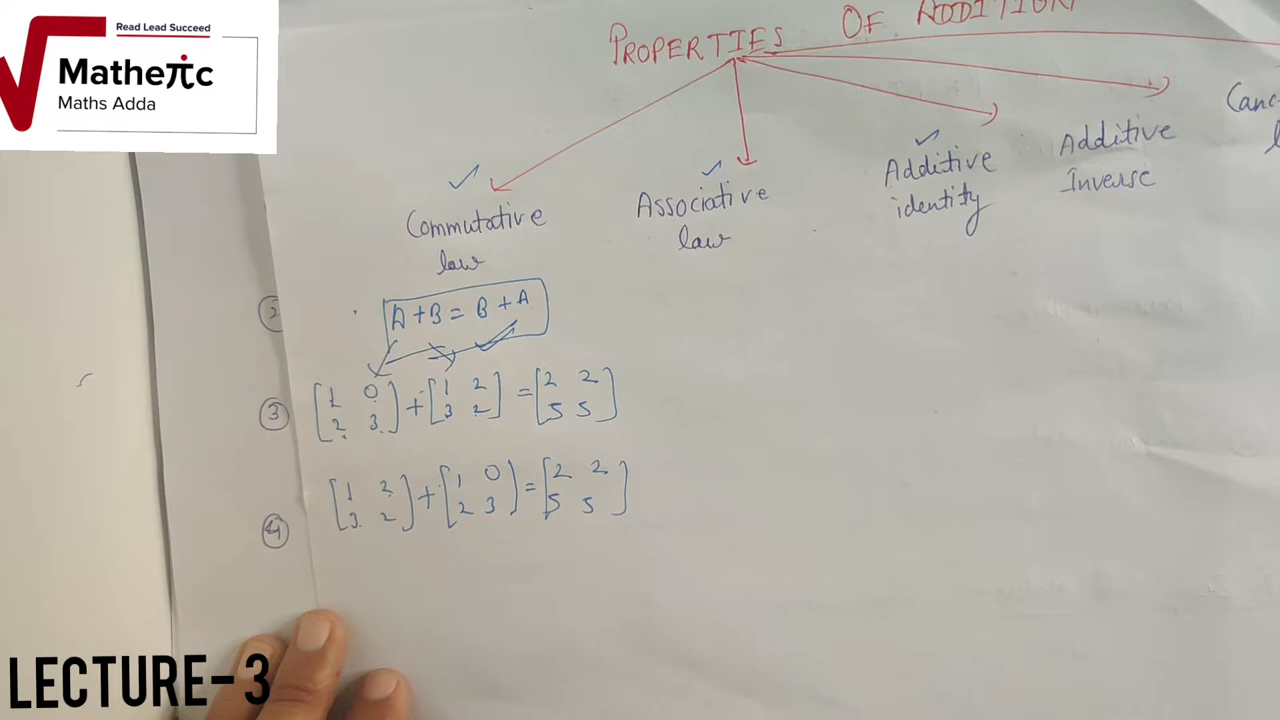 Read Lead Succeed
Matheπc
Maths Adda
PROPERTIES OF ADDITION
Commutative law
Associative law
Additive identity
Additive Inverse
A+B = B+A
2
3
[1 0
2 3] + [1 2
3 2] = [2 2
5 5]
4
[1 2
3 2] + [1 0
2 3] = [2 2
5 5]
LECTURE-3